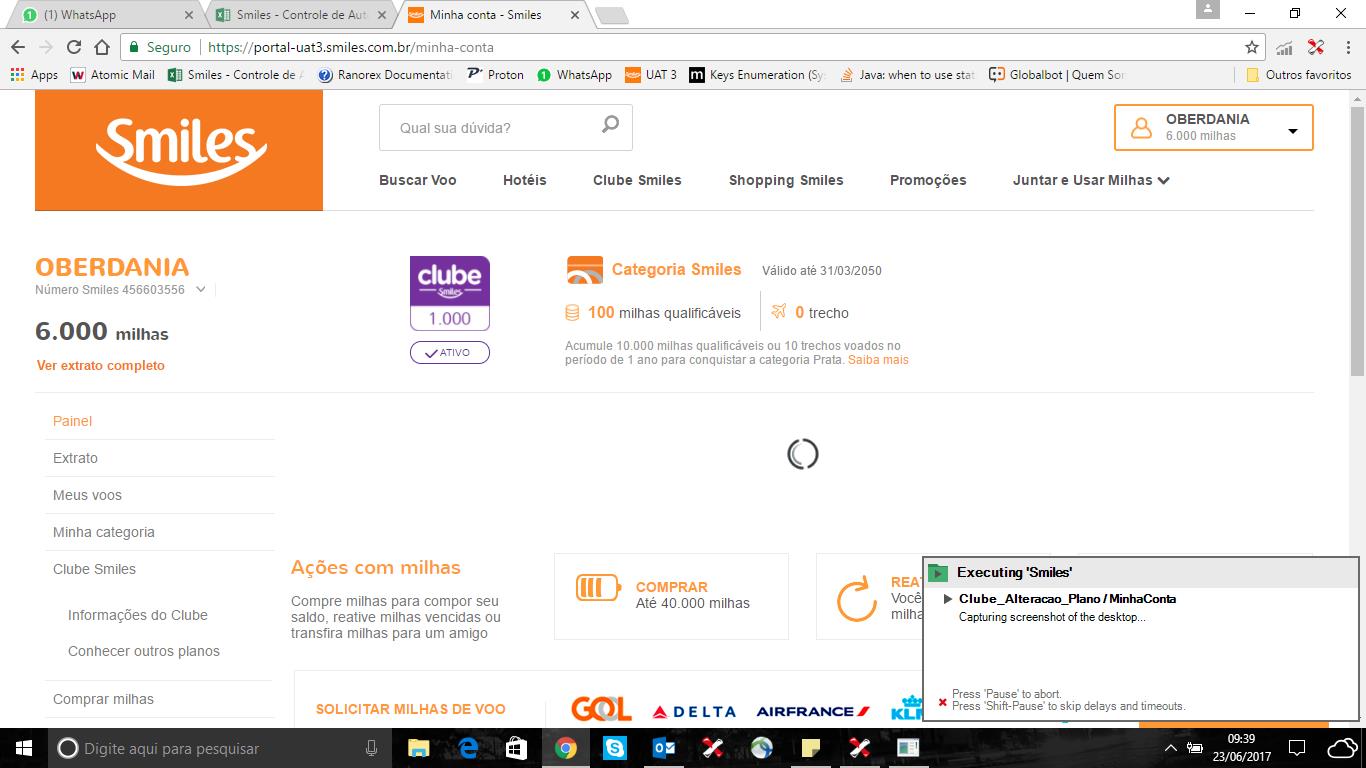 (1) WhatsApp
Smiles - Controle de Aut
Minha conta - Smiles
Seguro
https://portal-uat3.smiles.com.br/minha-conta
Apps
Atomic Mail
Smiles - Controle de A
Ranorex Documentati
Proton
WhatsApp
UAT 3
Keys Enumeration (Sy
Java: when to use stat
Globalbot | Quem Som
Outros favoritos
Smiles
Qual sua dúvida?
OBERDANIA
6.000 milhas
Buscar Voo
Hotéis
Clube Smiles
Shopping Smiles
Promoções
Juntar e Usar Milhas
OBERDANIA
Número Smiles 456603556
6.000 milhas
Ver extrato completo
clube
Smiles
1.000
ATIVO
Categoria Smiles
Válido até 31/03/2050
100 milhas qualificáveis
0 trecho
Acumule 10.000 milhas qualificáveis ou 10 trechos voados no
período de 1 ano para conquistar a categoria Prata. Saiba mais
Painel
Extrato
Meus voos
Minha categoria
Clube Smiles
Informações do Clube
Conhecer outros planos
Comprar milhas
Ações com milhas
Compre milhas para compor seu
saldo, reative milhas vencidas ou
transfira milhas para um amigo
COMPRAR
Até 40.000 milhas
REAT
Você
milha
SOLICITAR MILHAS DE VOO
GOL
DELTA
AIRFRANCE
KL
Executing 'Smiles'
Clube_Alteracao_Plano / MinhaConta
Capturing screenshot of the desktop...
Press 'Pause' to abort.
Press 'Shift-Pause' to skip delays and timeouts.
Digite aqui para pesquisar
09:39
23/06/2017